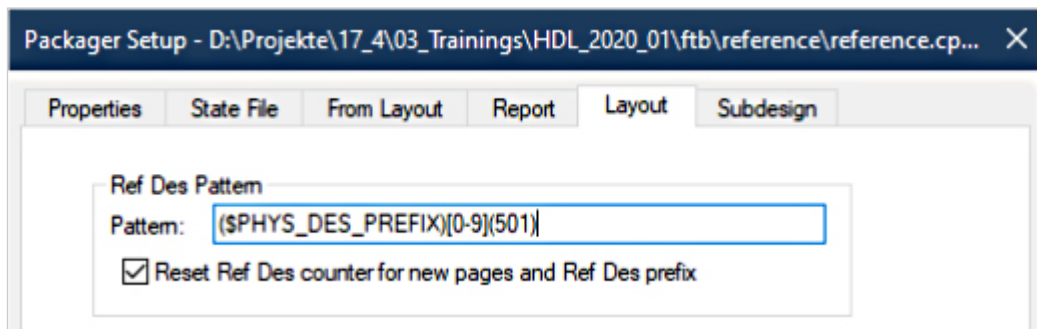 Packager Setup - D:\Projekte\17_4\03_Trainings\HDL_2020_01\ftb\reference\reference.cp...
Properties State File From Layout Report Layout Subdesign
Ref Des Pattern
Pattern: ($PHYS_DES_PREFIX)[0-9](501)
Reset Ref Des counter for new pages and Ref Des prefix